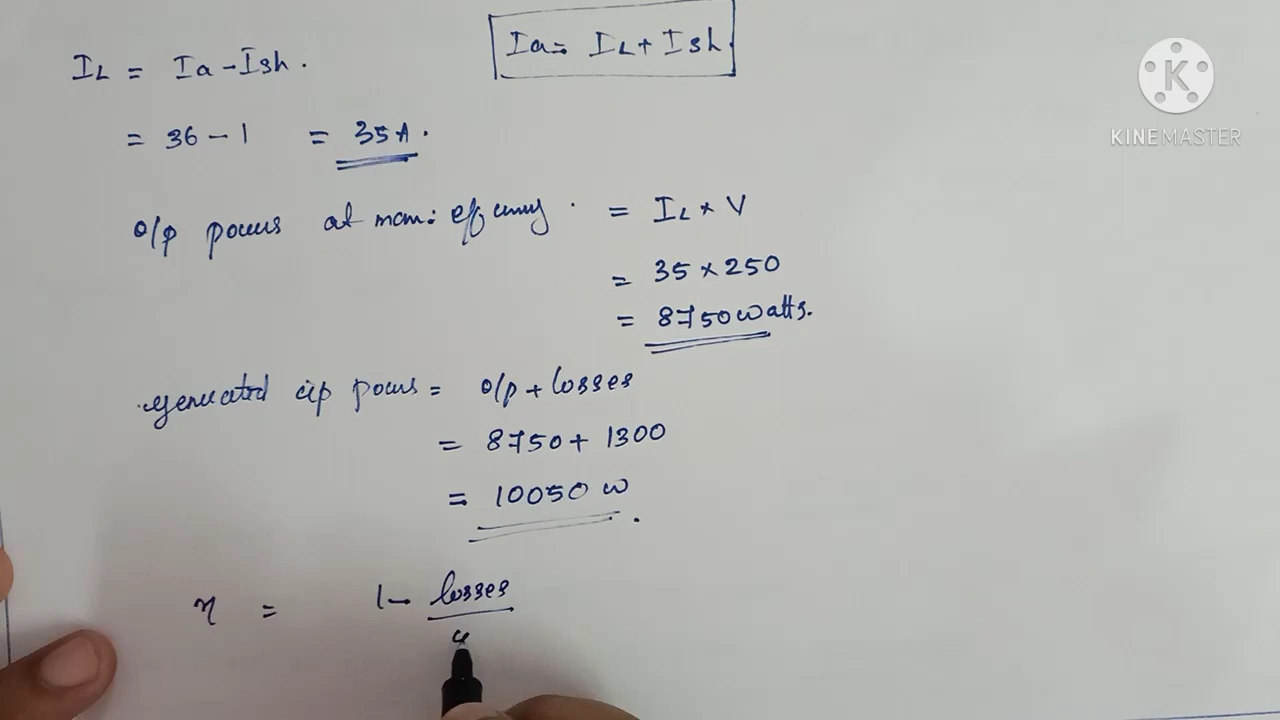 Ia = IL + Ish
IL = Ia - Ish.
= 36 - 1 = 35A.
o/p power at efficiency = IL × V
= 35 × 250
= 8750 watts.
generated power = o/p + losses
= 8750 + 1300
= 10050 w
η = 1 - losses
K
KINEMASTER